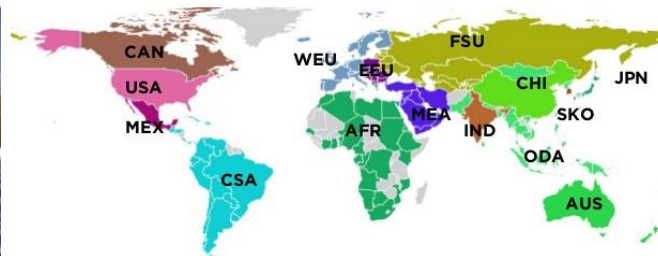 CAN
USA
MEX
CSA
WEU
EEU
FSU
AFR
MEA
IND
CHI
JPN
SKO
ODA
AUS